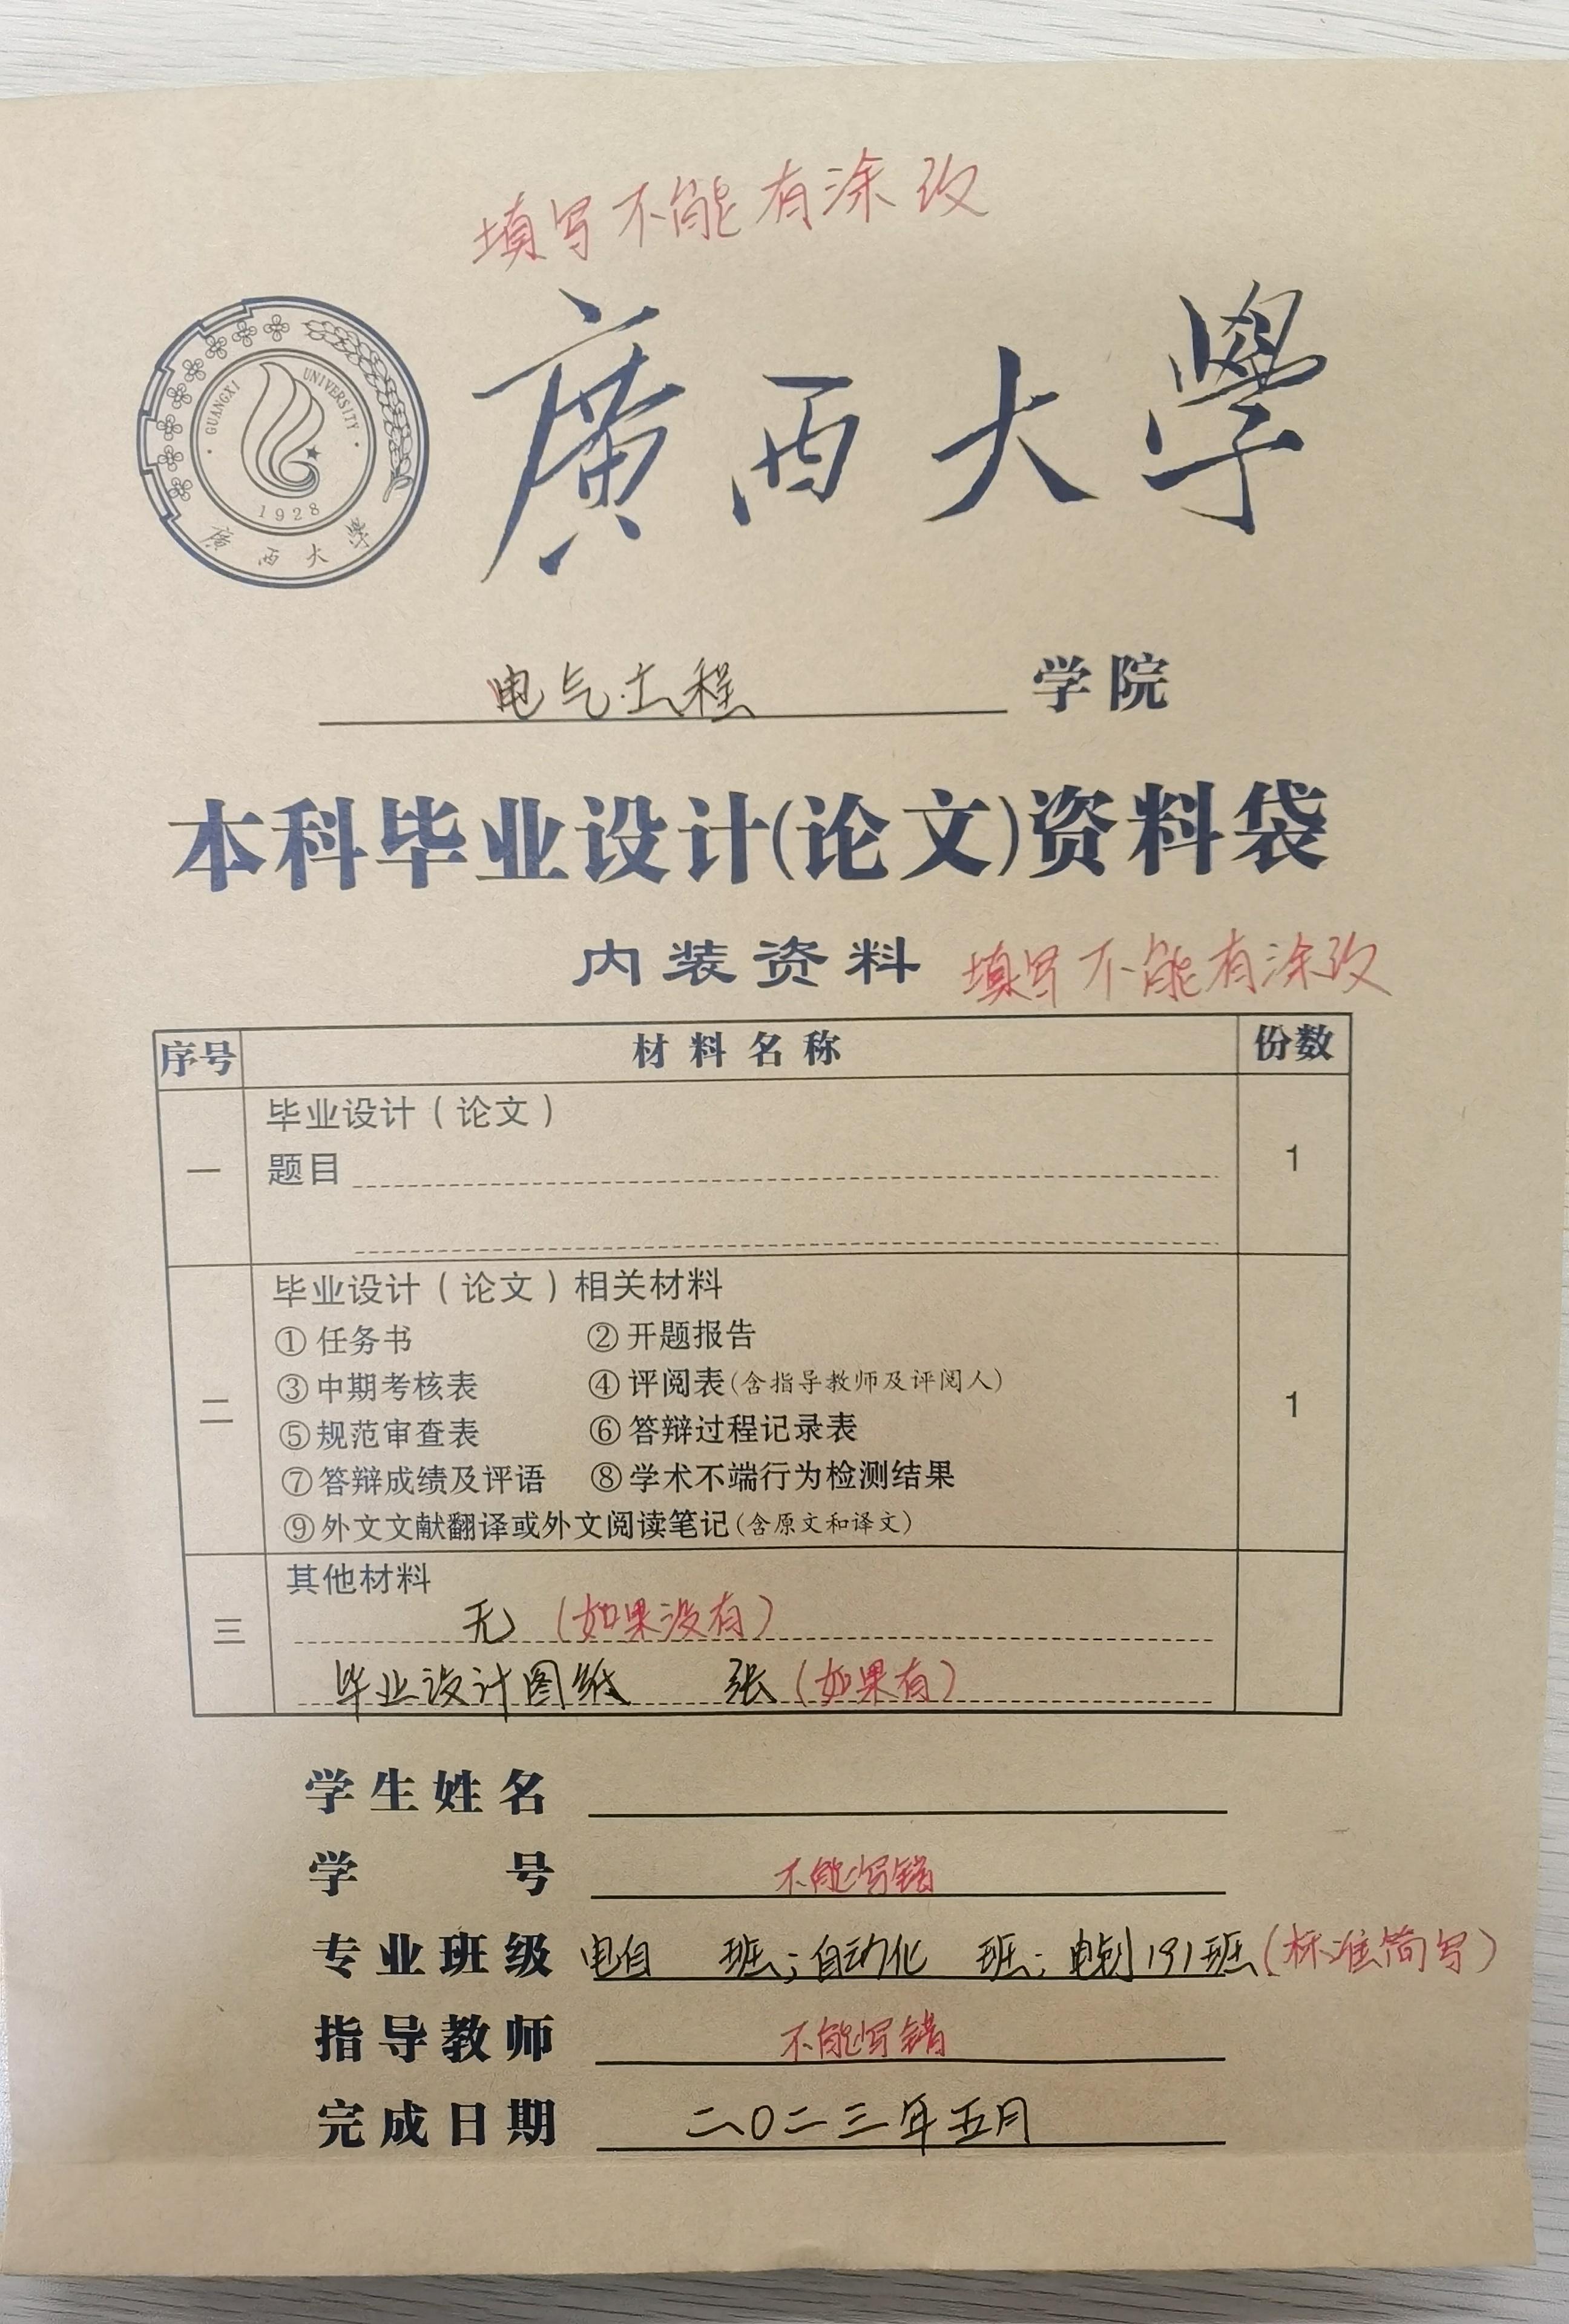 填写不能有涂改
GUANGXI UNIVERSITY
1928
廣西大學
廣西大學
电气工程 学院
本科毕业设计(论文)资料袋
内装资料 填写不能有涂改
序号 材料名称 份数
一 毕业设计(论文) 1
题目
二 毕业设计(论文)相关材料 1
①任务书 ②开题报告
③中期考核表 ④评阅表(含指导教师及评阅人)
⑤规范审查表 ⑥答辩过程记录表
⑦答辩成绩及评语 ⑧学术不端行为检测结果
⑨外文文献翻译或外文阅读笔记(含原文和译文)
三 其他材料
无 (如果没有)
毕业设计图纸 张(如果有)
学生姓名
学号 不能写错
专业班级 电自 班;自动化 班;电创191班(标准简写)
指导教师 不能写错
完成日期 二〇二三年五月